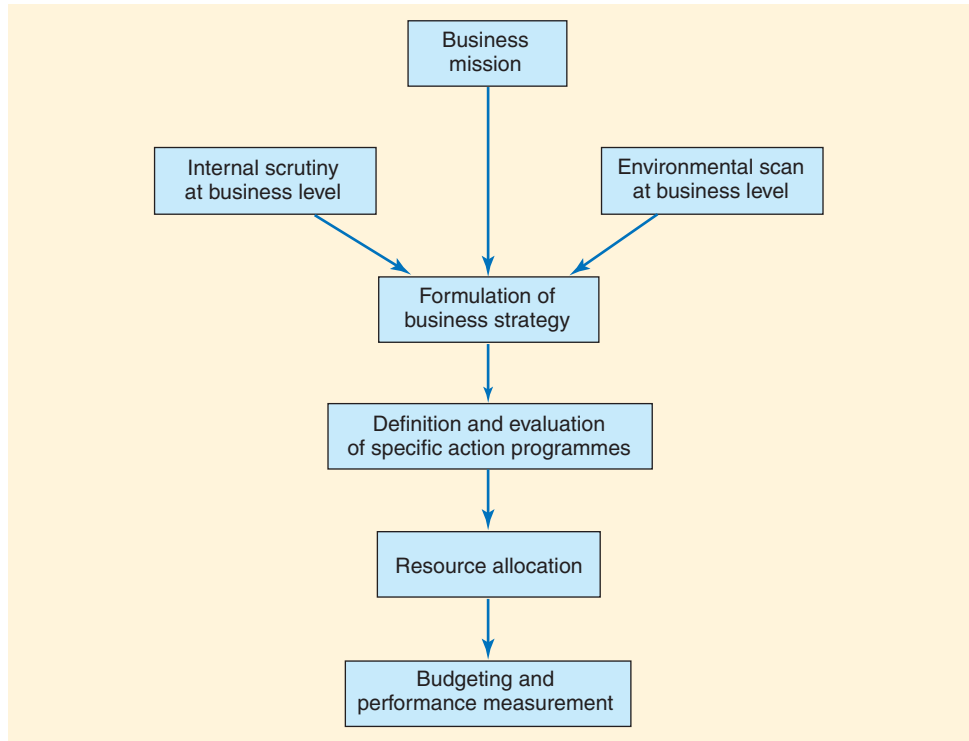 Business
mission
Internal scrutiny
at business level
Environmental scan
at business level
Formulation of
business strategy
Definition and evaluation
of specific action programmes
Resource allocation
Budgeting and
performance measurement